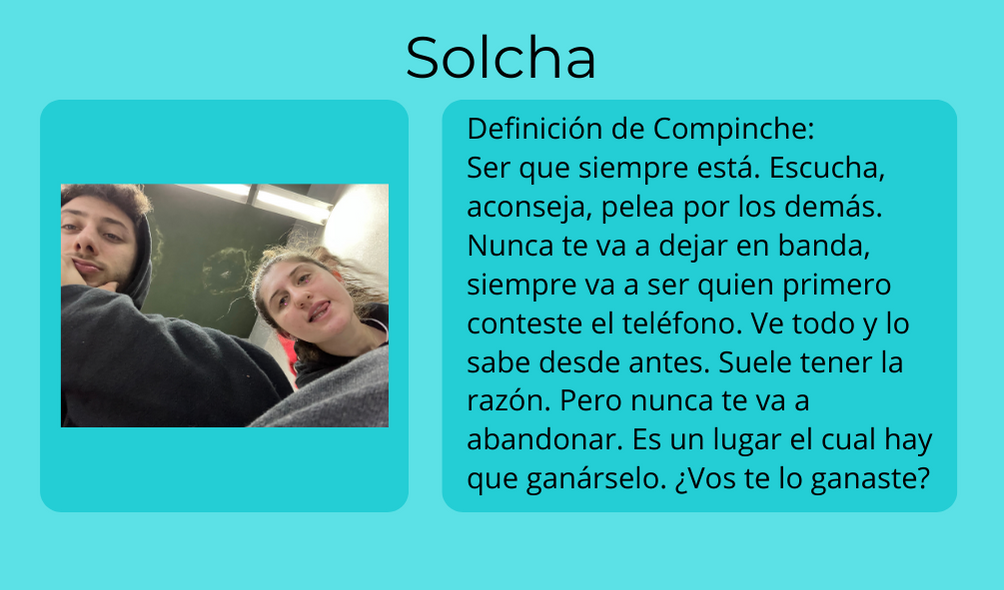 Solcha
Definición de Compinche:
Ser que siempre está. Escucha,
aconseja, pelea por los demás.
Nunca te va a dejar en banda,
siempre va a ser quien primero
conteste el teléfono. Ve todo y lo
sabe desde antes. Suele tener la
razón. Pero nunca te va a
abandonar. Es un lugar el cual hay
que ganárselo. ¿Vos te lo ganaste?